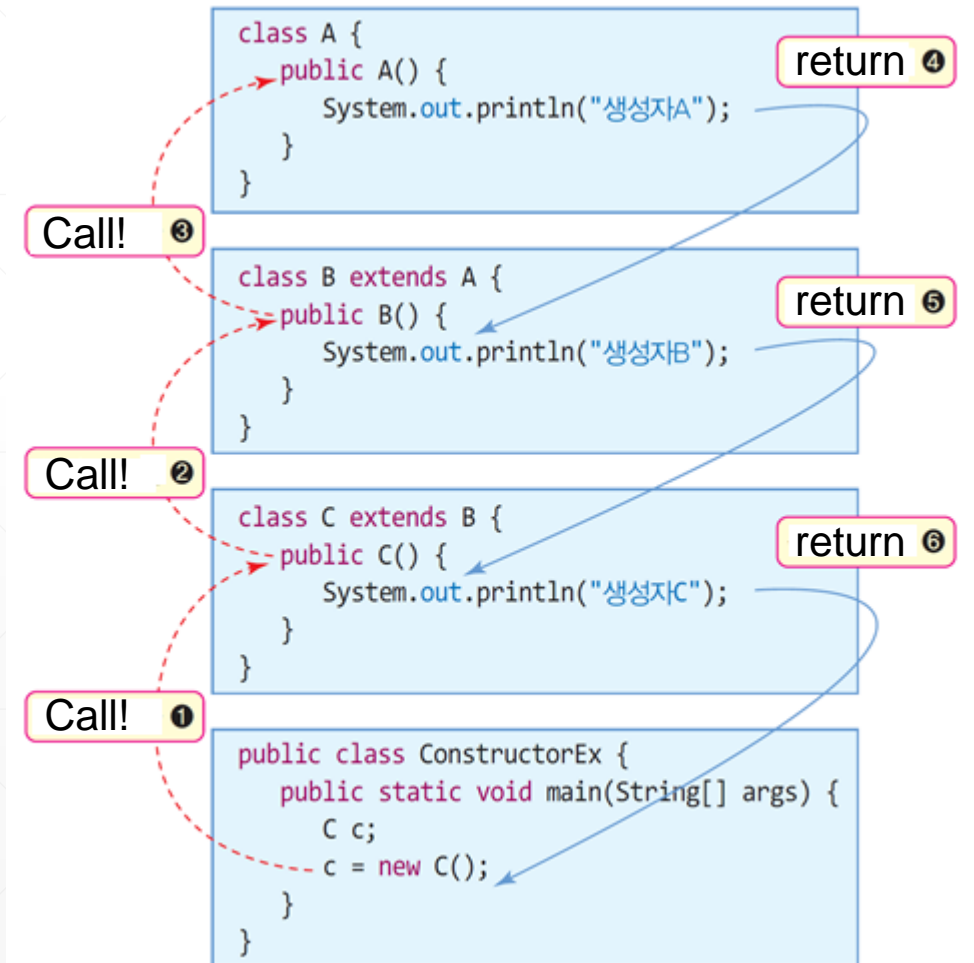 class A {
public A() {
System.out.println("생성자A");
}
}
return ❹
Call! ❸
class B extends A {
public B() {
System.out.println("생성자B");
}
}
return ❺
Call! ❷
class C extends B {
public C() {
System.out.println("생성자C");
}
}
return ❻
Call! ❶
public class ConstructorEx {
public static void main(String[] args) {
C c;
c = new C();
}
}